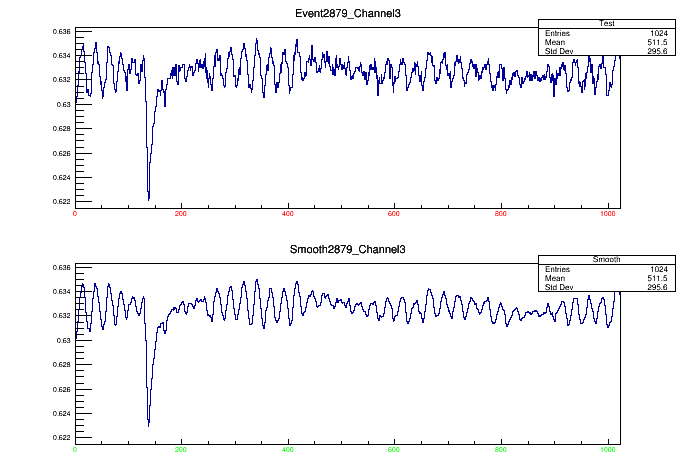 Event2879_Channel3
Test
Entries 1024
Mean 511.5
Std Dev 295.6
0.636
0.634
0.632
0.63
0.628
0.626
0.624
0.622
0 200 400 600 800 1000
Smooth2879_Channel3
Smooth
Entries 1024
Mean 511.5
Std Dev 295.6
0.636
0.634
0.632
0.63
0.628
0.626
0.624
0.622
0 200 400 600 800 1000